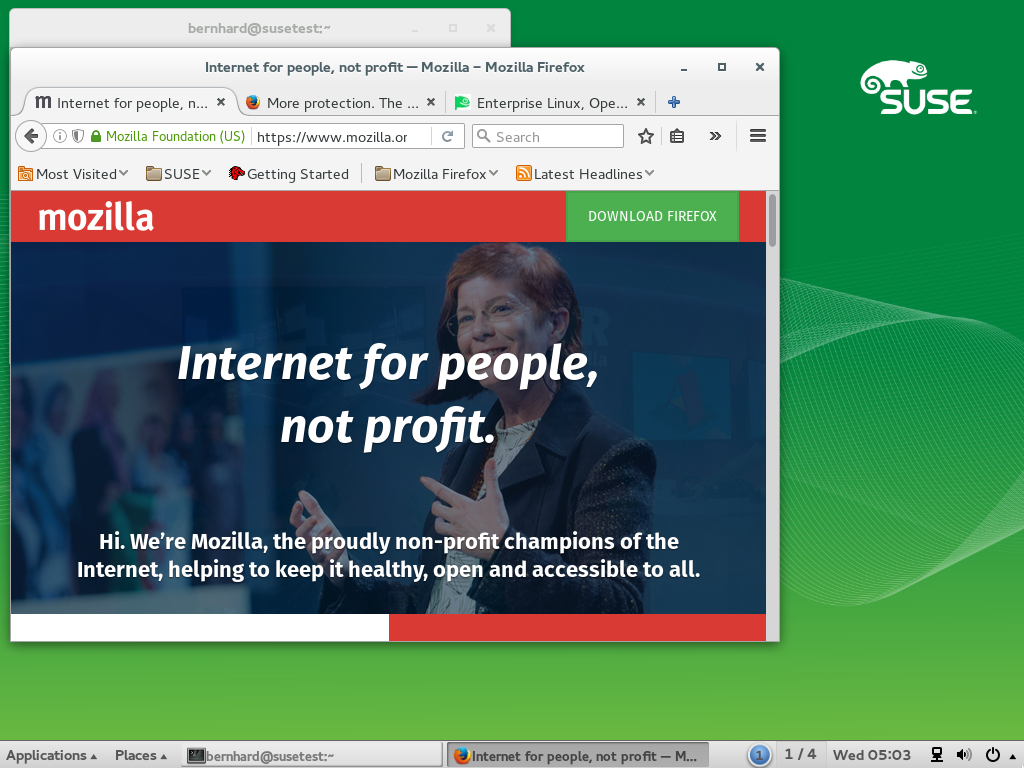 bernhard@susetest:~
Internet for people, not profit — Mozilla – Mozilla Firefox
Internet for people, n...
More protection. The ...
Enterprise Linux, Ope...
Mozilla Foundation (US)
https://www.mozilla.or
Search
Most Visited
SUSE
Getting Started
Mozilla Firefox
Latest Headlines
mozilla
DOWNLOAD FIREFOX
Internet for people,
not profit.
Hi. We’re Mozilla, the proudly non-profit champions of the
Internet, helping to keep it healthy, open and accessible to all.
SUSE
Applications
Places
bernhard@susetest:~
Internet for people, not profit — M...
1
1 / 4
Wed 05:03